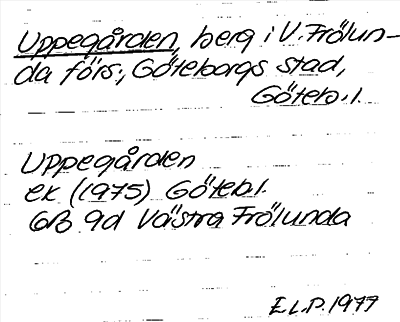 Uppegården, berg i V. Frölun-
da förs., Göteborgs stad,
Göteb. l.
Uppegården
ek (1975) Göteb.l.
6B 9d Västra Frölunda
E.L.P. 1977